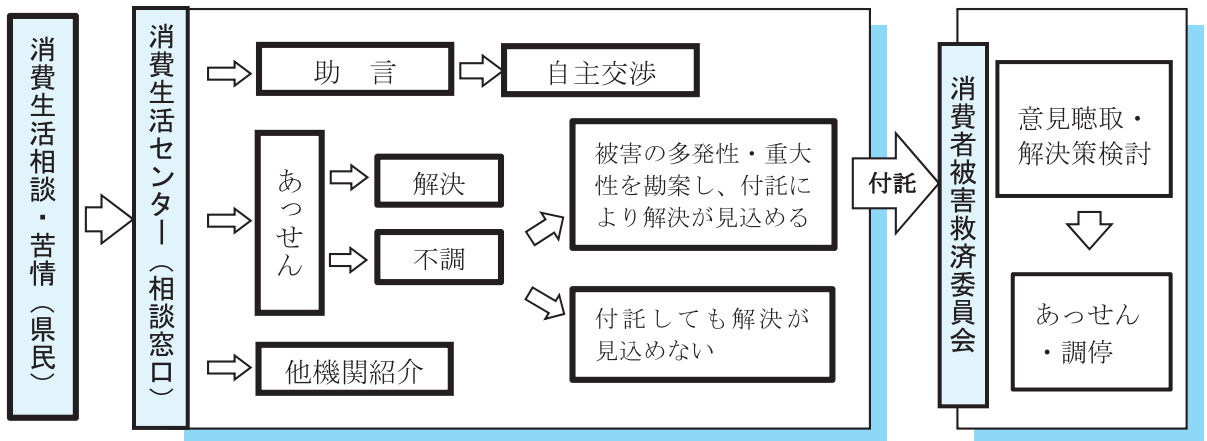 消費生活相談・苦情（県民）
消費生活センター（相談窓口）
助　言
自主交渉
あっせん
解決
不調
被害の多発性・重大
性を勘案し、付託に
より解決が見込める
付託しても解決が
見込めない
他機関紹介
付託
消費者被害救済委員会
意見聴取・
解決策検討
あっせん
・調停